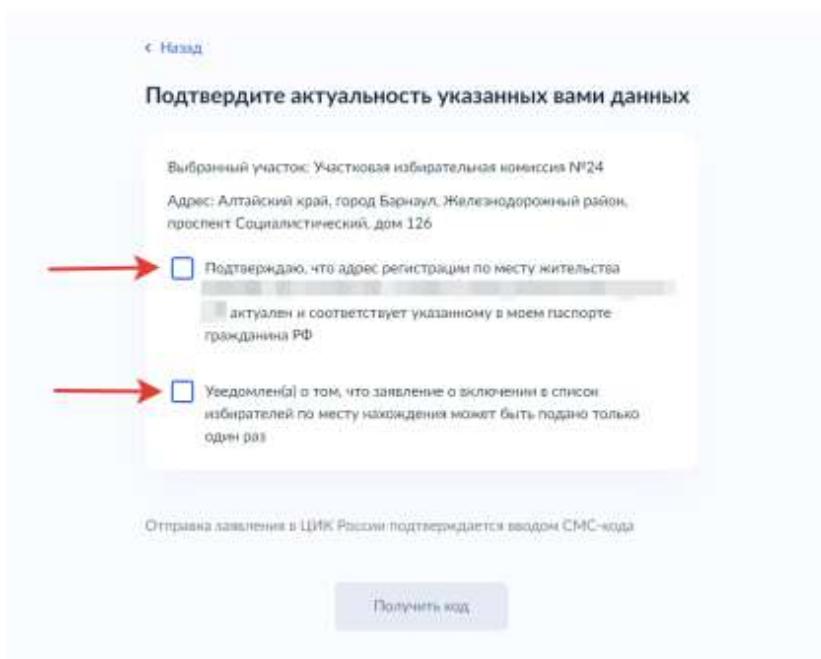 < Назад
Подтвердите актуальность указанных вами данных
Выбранный участок: Участковая избирательная комиссия №24
Адрес: Алтайский край, город Барнаул, Железнодорожный район,
проспект Социалистический, дом 126
Подтверждаю, что адрес регистрации по месту жительства
актуален и соответствует указанному в моем паспорте
гражданина РФ
Уведомлен(а) о том, что заявление о включении в список
избирателей по месту нахождения может быть подано только
один раз
Отправка заявления в ЦИК России подтверждается вводом СМС-кода
Получить код